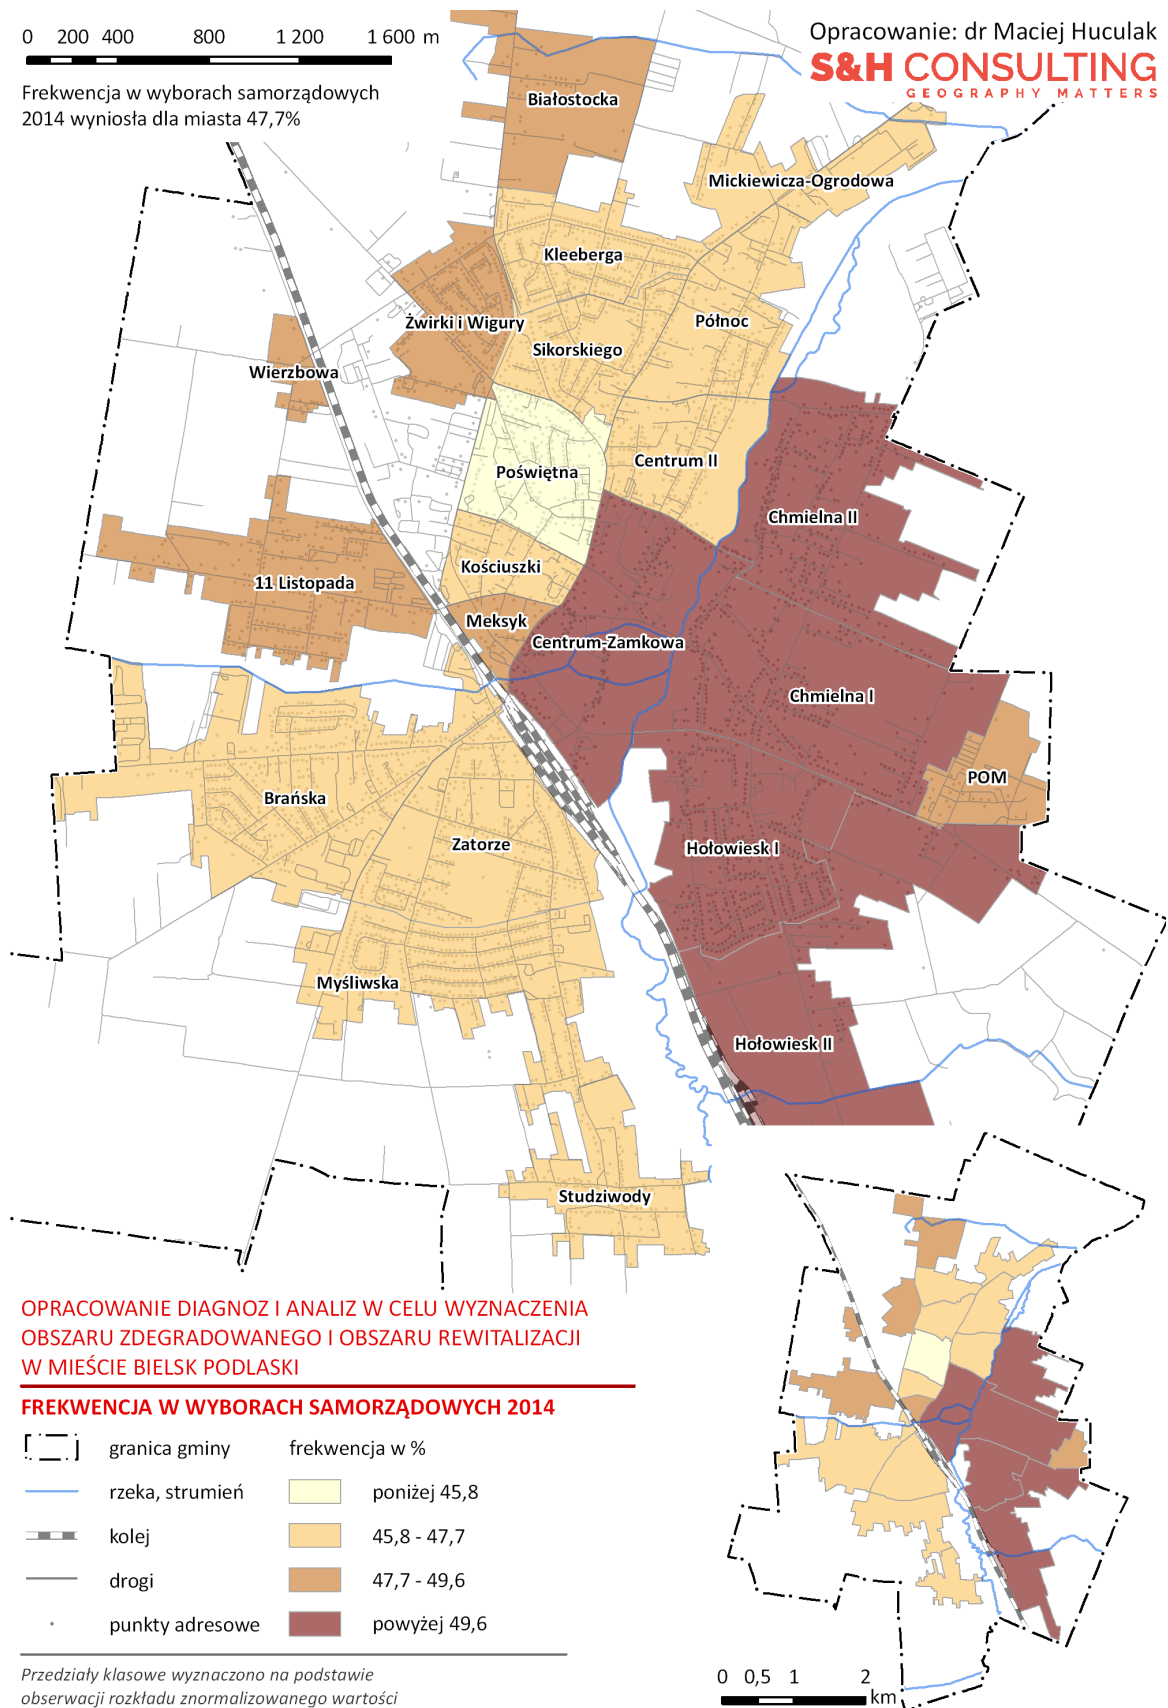 0 200 400 800 1 200 1 600 m
Frekwencja w wyborach samorządowych
2014 wyniosła dla miasta 47,7%
Opracowanie: dr Maciej Huculak
S&H CONSULTING
GEOGRAPHY MATTERS
Białostocka
Mickiewicza-Ogrodowa
Kleeberga
Żwirki i Wigury
Północ
Sikorskiego
Wierzbowa
Poświętna
Centrum II
Chmielna II
Kościuszki
11 Listopada
Meksyk
Centrum-Zamkowa
Chmielna I
POM
Brańska
Zatorze
Hołowiesk I
Myśliwska
Hołowiesk II
Studziwody
OPRACOWANIE DIAGNOZ I ANALIZ W CELU WYZNACZENIA
OBSZARU ZDEGRADOWANEGO I OBSZARU REWITALIZACJI
W MIEŚCIE BIELSK PODLASKI
FREKWENCJA W WYBORACH SAMORZĄDOWYCH 2014
granica gminy
rzeka, strumień
kolej
drogi
punkty adresowe
frekwencja w %
poniżej 45,8
45,8 - 47,7
47,7 - 49,6
powyżej 49,6
Przedziały klasowe wyznaczono na podstawie
obserwacji rozkładu znormalizowanego wartości
0 0,5 1 2
km